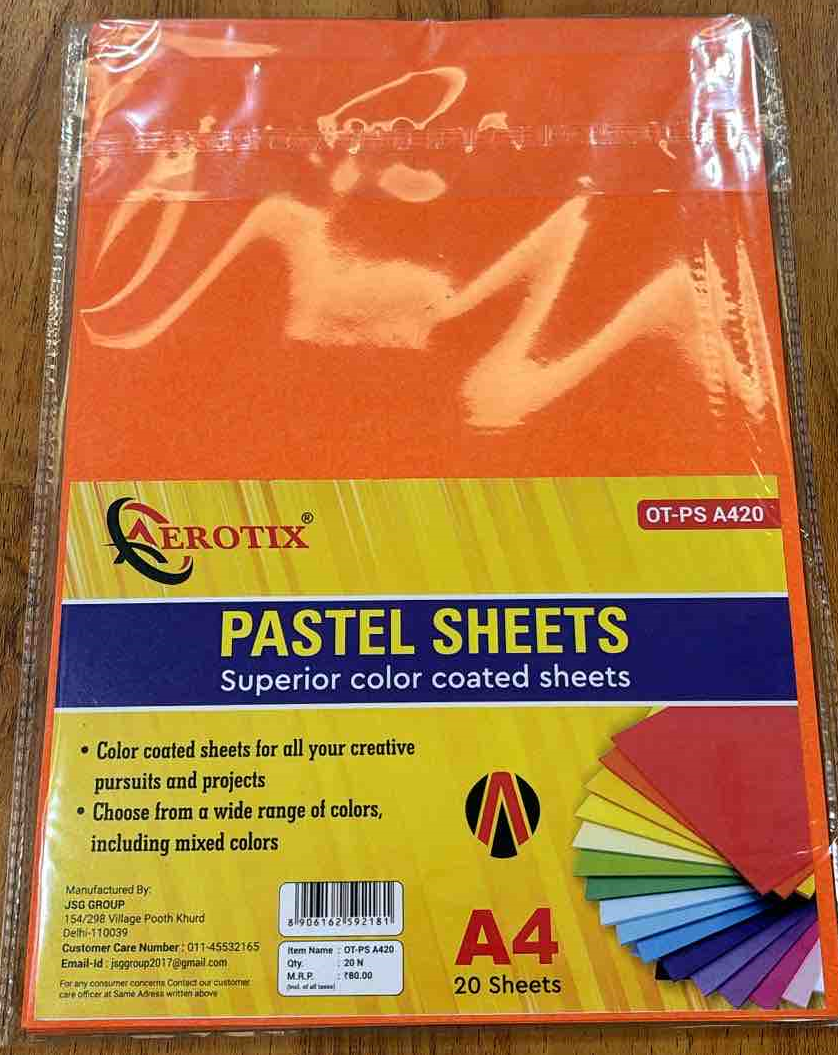 AEROTIX®
OT-PS A420
PASTEL SHEETS
Superior color coated sheets
• Color coated sheets for all your creative
pursuits and projects
• Choose from a wide range of colors,
including mixed colors
Manufactured By:
JSG GROUP
154/298 Village Pooth Khurd
Delhi-110039
Customer Care Number : 011-45532165
Email-Id : jsggroup2017@gmail.com
For any consumer concerns Contact our customer
care officer at Same Adress written above
8 906162 592181
Item Name : OT-PS A420
Qty. : 20 N
M.R.P. : ₹80.00
(Incl. of all taxes)
A4
20 Sheets